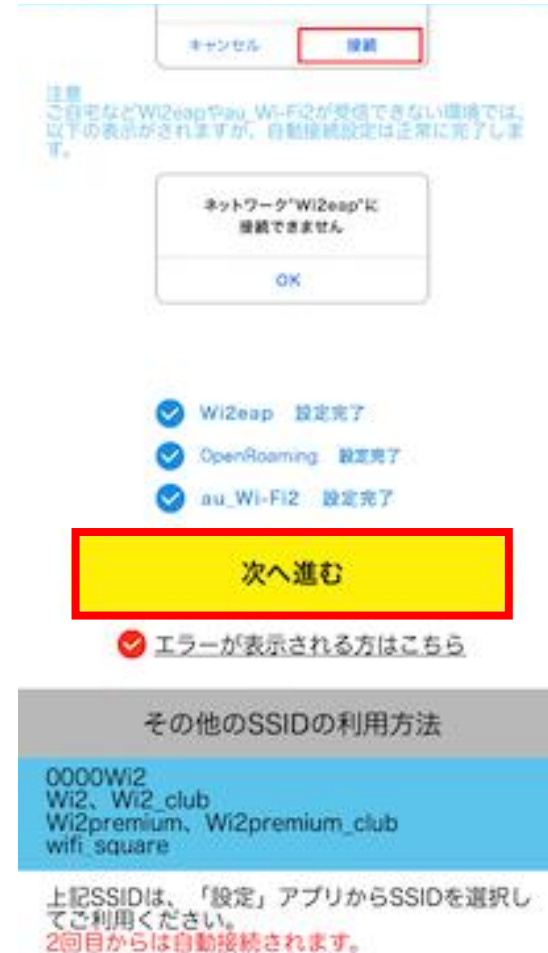 キャンセル 接続
注意
ご自宅などWi2eapやau_Wi-Fi2が受信できない環境では、
以下の表示がされますが、自動接続設定は正常に完了しま
す。
ネットワーク"Wi2eap"に
接続できません
OK
Wi2eap 設定完了
OpenRoaming 設定完了
au_Wi-Fi2 設定完了
次へ進む
エラーが表示される方はこちら
その他のSSIDの利用方法
0000Wi2
Wi2、Wi2_club
Wi2premium、Wi2premium_club
wifi_square
上記SSIDは、「設定」アプリからSSIDを選択し
てご利用ください。
2回目からは自動接続されます。